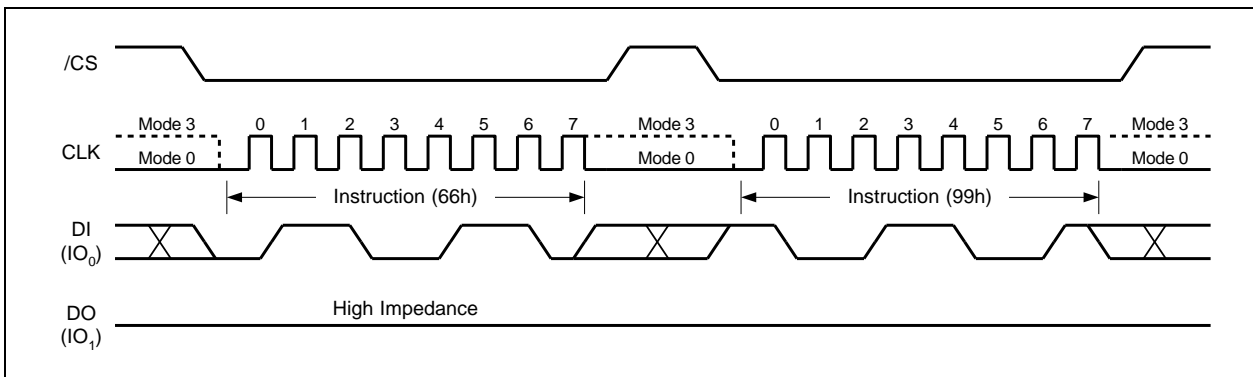 /CS
Mode 3 0 1 2 3 4 5 6 7 Mode 3 0 1 2 3 4 5 6 7 Mode 3
CLK Mode 0 Mode 0 Mode 0
Instruction (66h) Instruction (99h)
DI
(IO0)
DO High Impedance
(IO1)